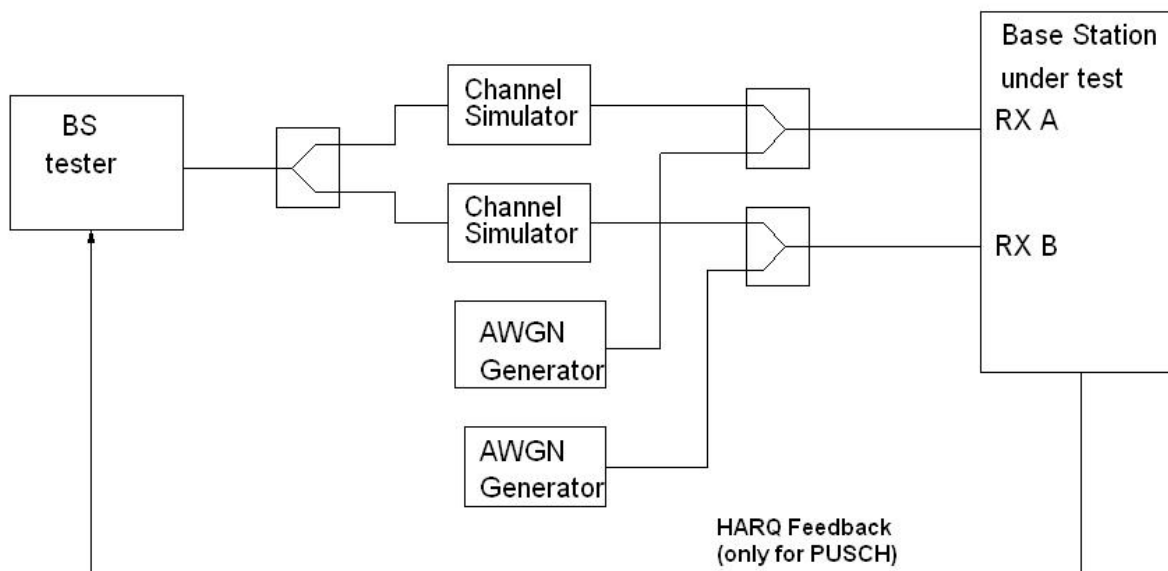 BS
tester
Channel
Simulator
Channel
Simulator
AWGN
Generator
AWGN
Generator
Base Station
under test
RX A
RX B
HARQ Feedback
(only for PUSCH)